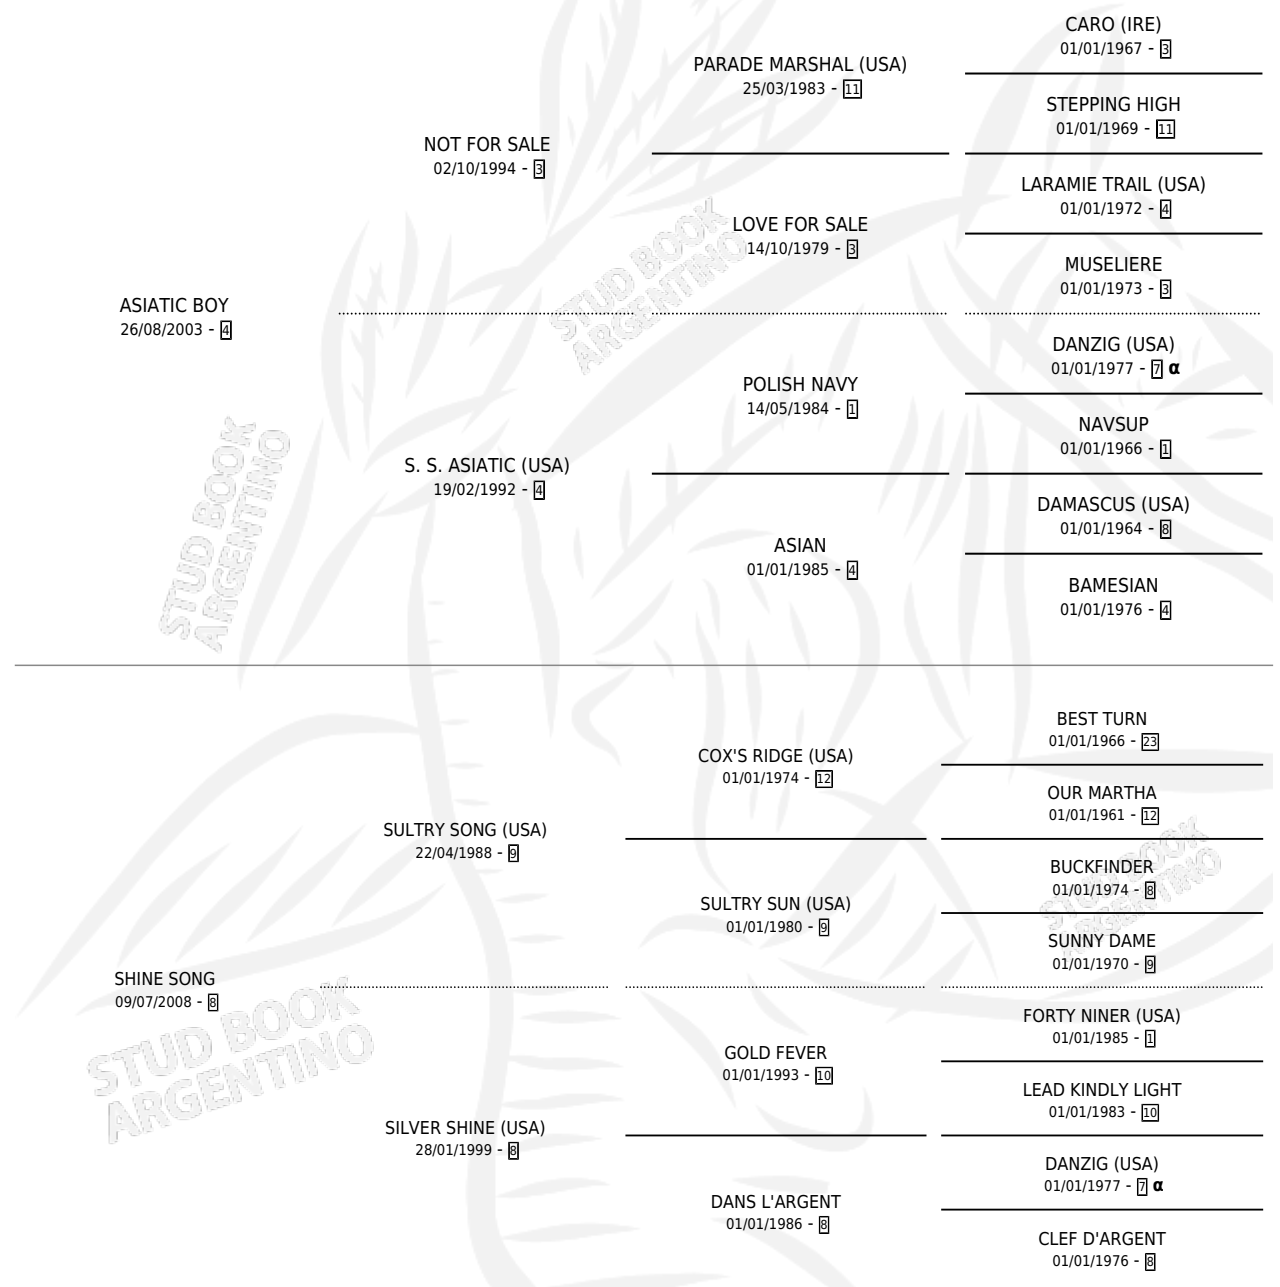 CARO (IRE)
01/01/1967 - 3
PARADE MARSHAL (USA)
25/03/1983 - 11
STEPPING HIGH
01/01/1969 - 11
NOT FOR SALE
02/10/1994 - 3
LARAMIE TRAIL (USA)
01/01/1972 - 4
LOVE FOR SALE
14/10/1979 - 3
MUSELIERE
01/01/1973 - 3
ASIATIC BOY
26/08/2003 - 4
DANZIG (USA)
01/01/1977 - 7 α
POLISH NAVY
14/05/1984 - 1
NAVSUP
01/01/1966 - 1
S. S. ASIATIC (USA)
19/02/1992 - 4
DAMASCUS (USA)
01/01/1964 - 8
ASIAN
01/01/1985 - 4
BAMESIAN
01/01/1976 - 4
BEST TURN
01/01/1966 - 23
COX'S RIDGE (USA)
01/01/1974 - 12
OUR MARTHA
01/01/1961 - 12
SULTRY SONG (USA)
22/04/1988 - 9
BUCKFINDER
01/01/1974 - 8
SULTRY SUN (USA)
01/01/1980 - 9
SUNNY DAME
01/01/1970 - 9
SHINE SONG
09/07/2008 - 8
FORTY NINER (USA)
01/01/1985 - 1
GOLD FEVER
01/01/1993 - 10
LEAD KINDLY LIGHT
01/01/1983 - 10
SILVER SHINE (USA)
28/01/1999 - 8
DANZIG (USA)
01/01/1977 - 7 α
DANS L'ARGENT
01/01/1986 - 8
CLEF D'ARGENT
01/01/1976 - 8
STUD BOOK
ARGENTINO
STUD BOOK
ARGENTINO
STUD BOOK
ARGENTINO
STUD BOOK
ARGENTINO